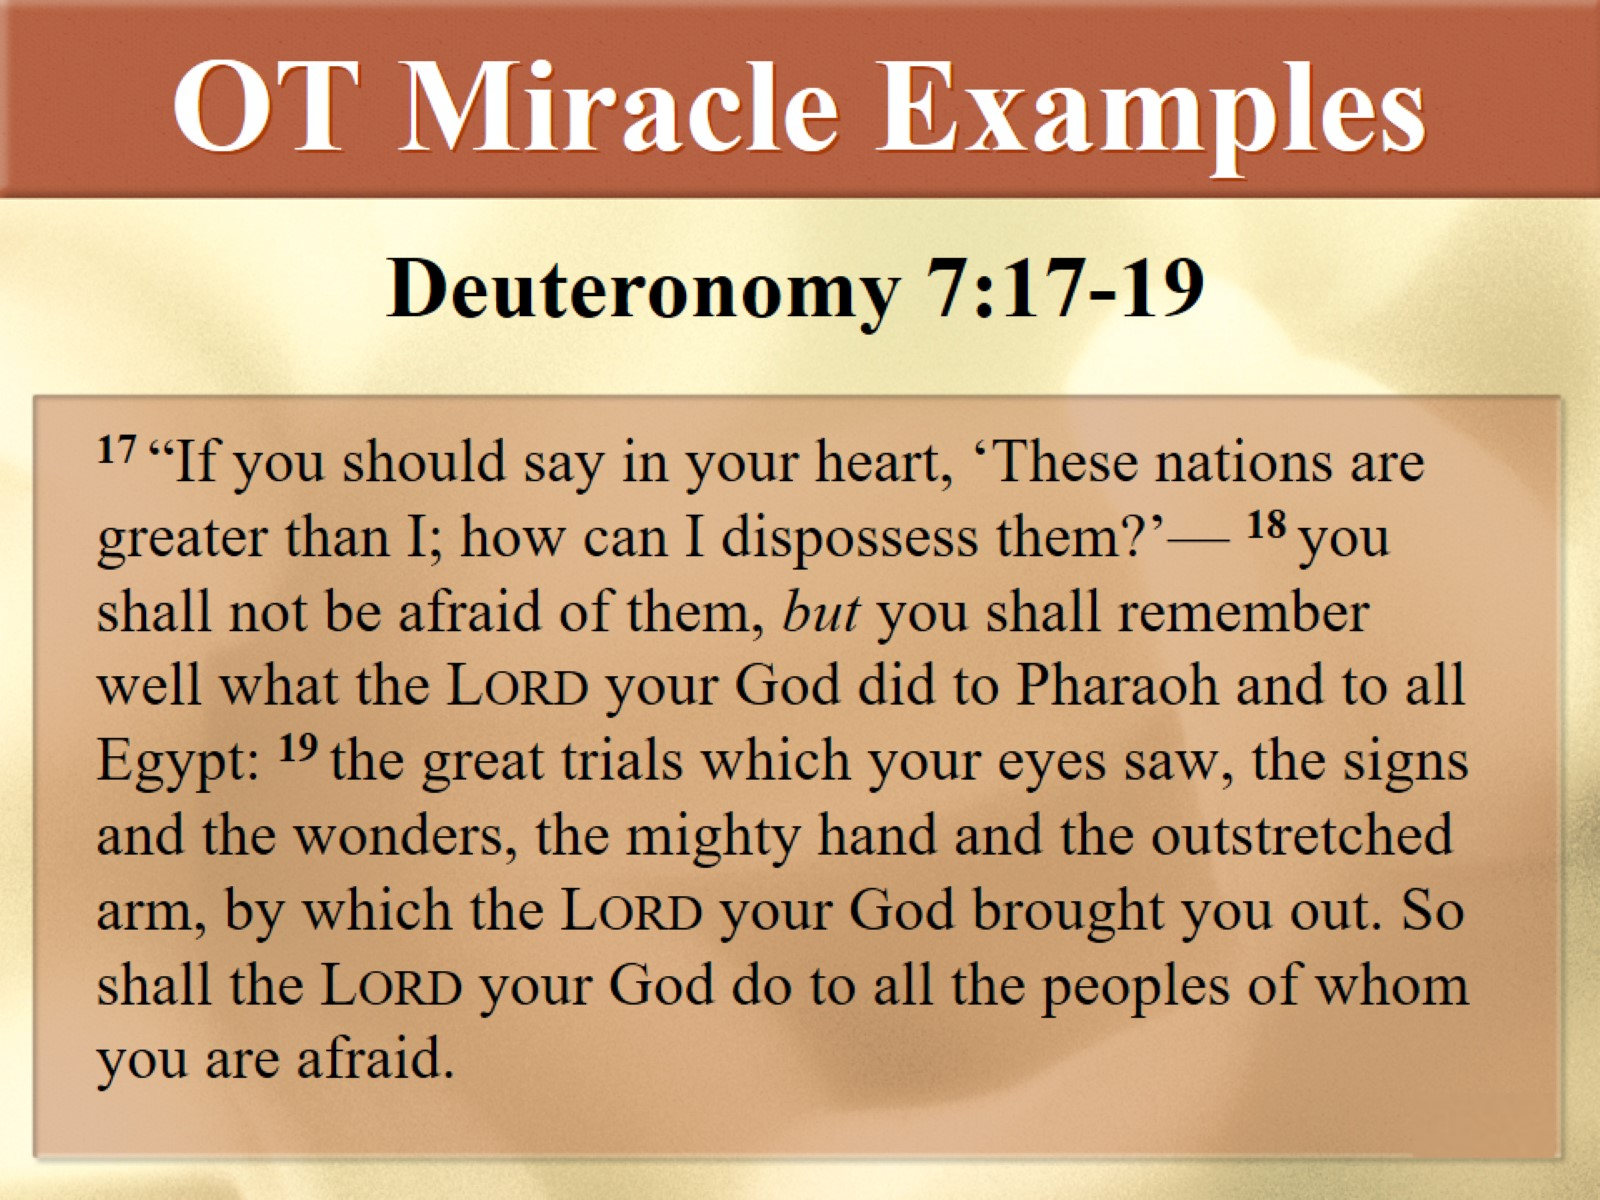 OT Miracle Examples
Deuteronomy 7:17-19
17 “If you should say in your heart, ‘These nations are
greater than I; how can I dispossess them?’— 18 you
shall not be afraid of them, but you shall remember
well what the LORD your God did to Pharaoh and to all
Egypt: 19 the great trials which your eyes saw, the signs
and the wonders, the mighty hand and the outstretched
arm, by which the LORD your God brought you out. So
shall the LORD your God do to all the peoples of whom
you are afraid.